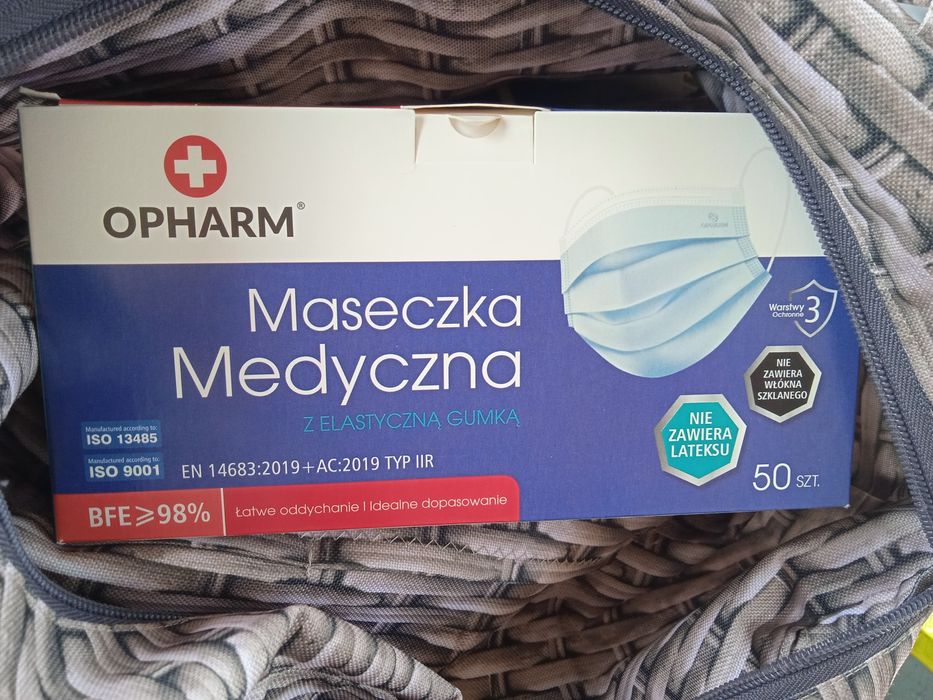 OPHARM®
Maseczka
Medyczna
Z ELASTYCZNĄ GUMKĄ
Manufactured according to:
ISO 13485
Manufactured according to:
ISO 9001
EN 14683:2019+AC:2019 TYP IIR
BFE⩾98%
Łatwe oddychanie I Idealne dopasowanie
OPHARM
Warstwy
Ochronne
3
NIE
ZAWIERA
WŁÓKNA
SZKLANEGO
NIE
ZAWIERA
LATEKSU
50 SZT.